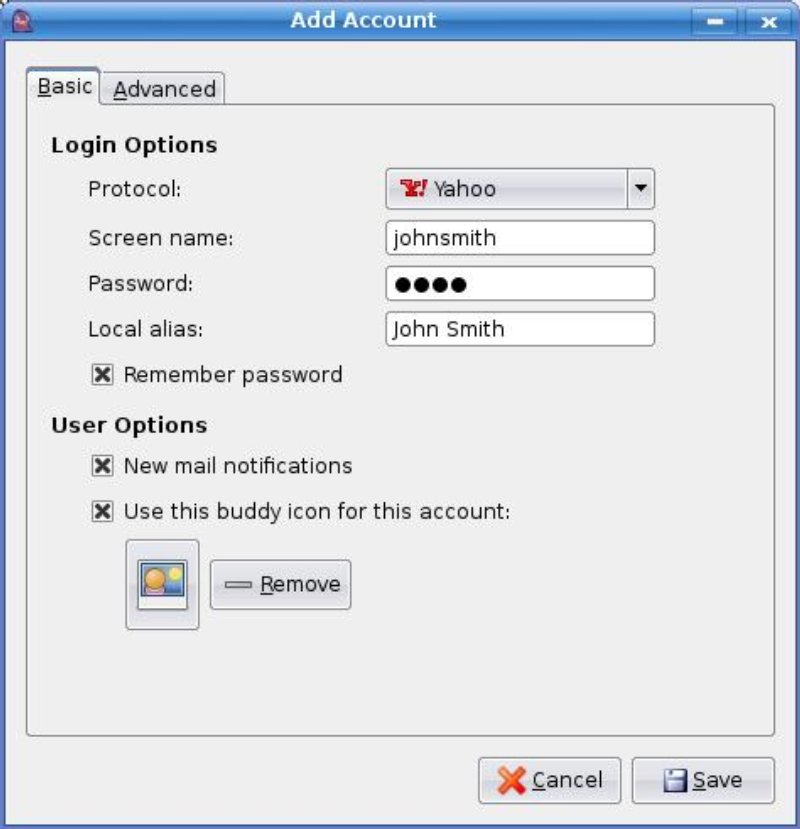 Add Account
Basic Advanced
Login Options
Protocol: Y! Yahoo
Screen name: johnsmith
Password: ●●●●
Local alias: John Smith
Remember password
User Options
New mail notifications
Use this buddy icon for this account:
Remove
Cancel Save